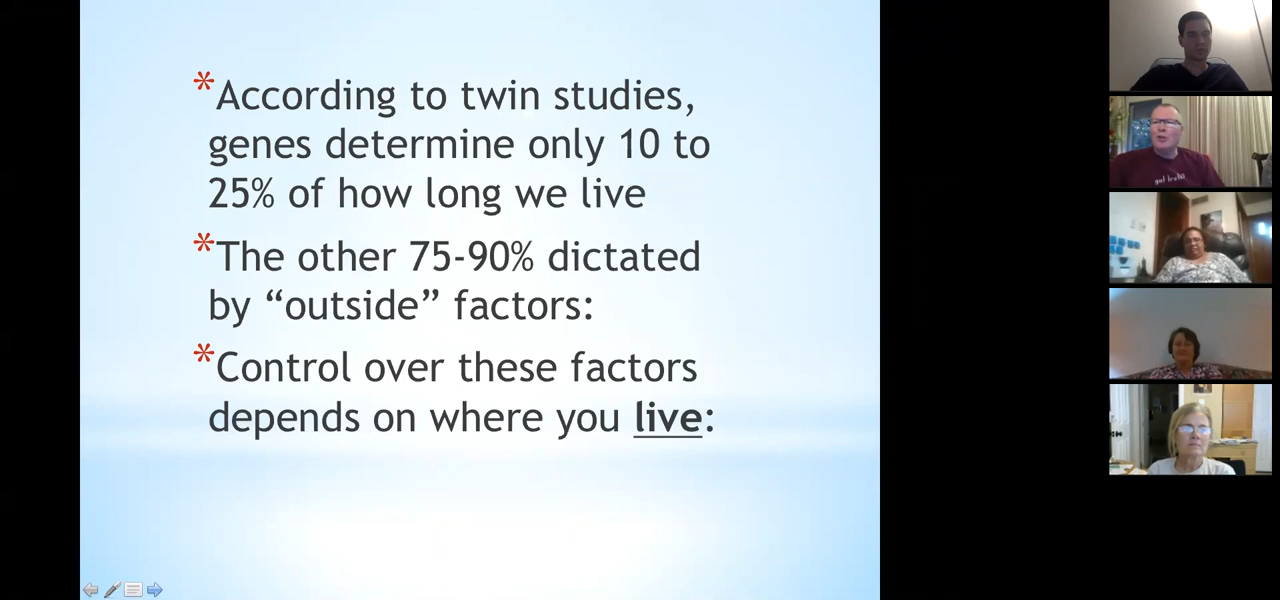 *According to twin studies,
genes determine only 10 to
25% of how long we live
*The other 75-90% dictated
by “outside” factors:
*Control over these factors
depends on where you live:
got